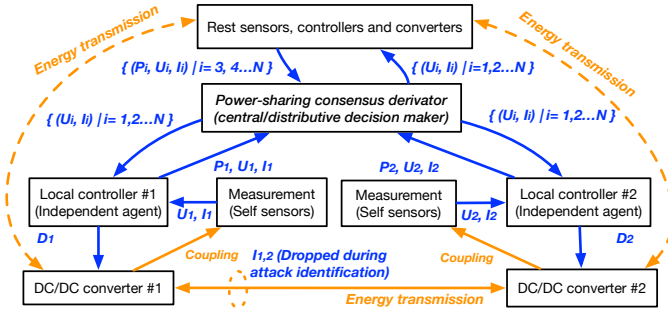 Energy transmission
Rest sensors, controllers and converters
Energy transmission
{ (Pi, Ui, Ii) | i= 3, 4...N }
{ (Ui, Ii) | i=1,2...N }
Power-sharing consensus derivator
(central/distributive decision maker)
{ (Ui, Ii) | i= 1,2...N }
{ (Ui, Ii) | i= 1,2...N }
P1, U1, I1
P2, U2, I2
Local controller #1
(Independent agent)
U1, I1
Measurement
(Self sensors)
Measurement
(Self sensors)
U2, I2
Local controller #2
(Independent agent)
D1
D2
Coupling
I1,2 (Dropped during
attack identification)
Coupling
DC/DC converter #1
Energy transmission
DC/DC converter #2